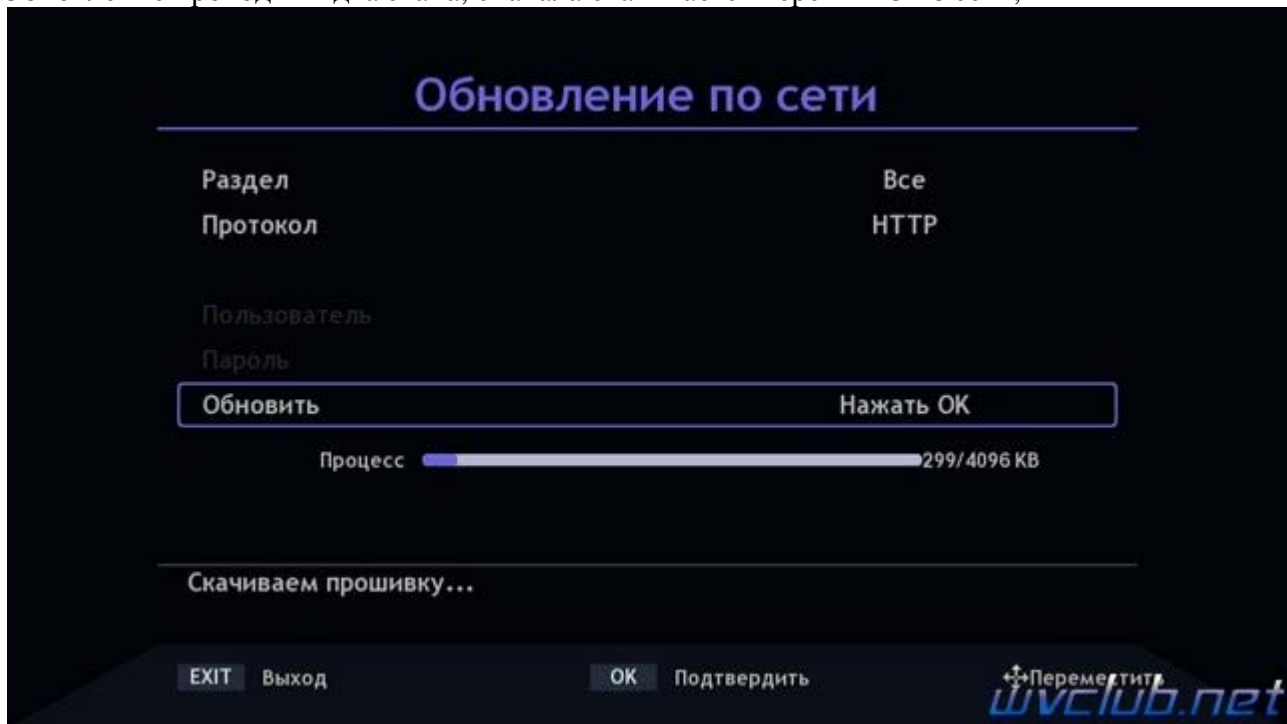 Обновление по сети
Раздел Все
Протокол HTTP
Пользователь
Пароль
Обновить Нажать OK
Процесс 299/4096 KB
Скачиваем прошивку...
EXIT Выход OK Подтвердить Переместить
wvclub.net